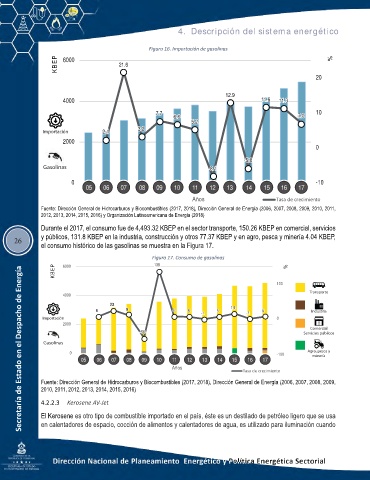 4. Descripción del sistema energético
Figura 16. Importación de gasolinas
KBEP
6000
4000
2000
0
%
20
10
0
-10
21.6
12.9
Importación
Gasolinas
05 06 07 08 09 10 11 12 13 14 15 16 17
Años
Tasa de crecimiento
Fuente: Dirección General de Hidrocarburos y Biocombustibles (2017, 2018), Dirección General de Energía (2006, 2007, 2008, 2009, 2010, 2011,
2012, 2013, 2014, 2015, 2016) y Organización Latinoamericana de Energía (2018)
Durante el 2017, el consumo fue de 4,493.32 KBEP en el sector transporte, 150.26 KBEP en comercial, servicios
y públicos, 131.8 KBEP en la industria, construcción y otros 77.37 KBEP y en agro, pesca y minería 4.04 KBEP,
el consumo histórico de las gasolinas se muestra en la Figura 17.
26
Figura 17. Consumo de gasolinas
KBEP
6000
4000
2000
0
%
100
0
-100
Importación
Gasolinas
Transporte
Industria
Comercial
Servicios públicos
Agro,pesca y
minería
05 06 07 08 09 10 11 12 13 14 15 16 17
Años
Tasa de crecimiento
Fuente: Dirección General de Hidrocarburos y Biocombustibles (2017, 2018), Dirección General de Energía (2006, 2007, 2008, 2009,
2010, 2011, 2012, 2013, 2014, 2015, 2016)
4.2.2.3 Kerosene AV-Jet.
El Kerosene es otro tipo de combustible importado en el país, éste es un destilado de petróleo ligero que se usa
en calentadores de espacio, cocción de alimentos y calentadores de agua, es utilizado para iluminación cuando
Secretaría de Estado en el Despacho de Energía
Dirección Nacional de Planeamiento Energético y Política Energética Sectorial